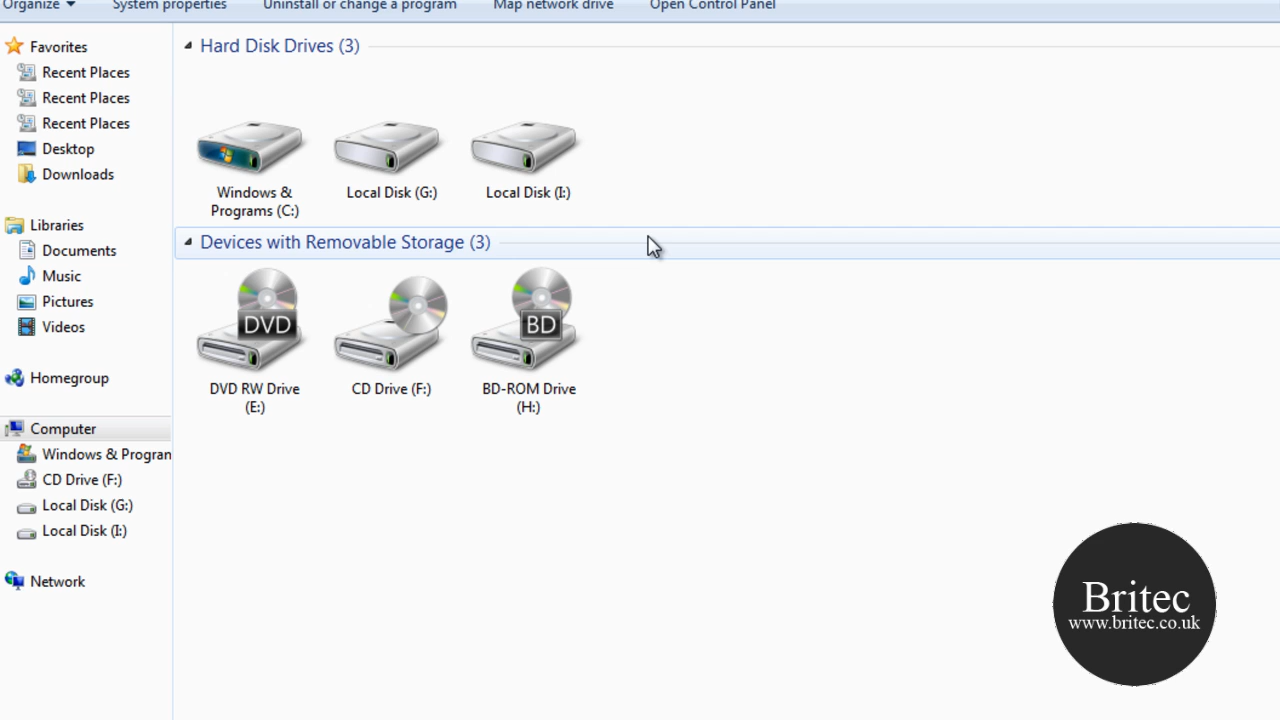 Organize System properties Uninstall or change a program Map network drive Open Control Panel
Favorites
Recent Places
Recent Places
Recent Places
Desktop
Downloads
Libraries
Documents
Music
Pictures
Videos
Homegroup
Computer
Windows & Program
CD Drive (F:)
Local Disk (G:)
Local Disk (I:)
Network
Hard Disk Drives (3)
Windows &
Programs (C:)
Local Disk (G:)
Local Disk (I:)
Devices with Removable Storage (3)
DVD
DVD RW Drive
(E:)
CD Drive (F:)
BD
BD-ROM Drive
(H:)
Britec
www.britec.co.uk